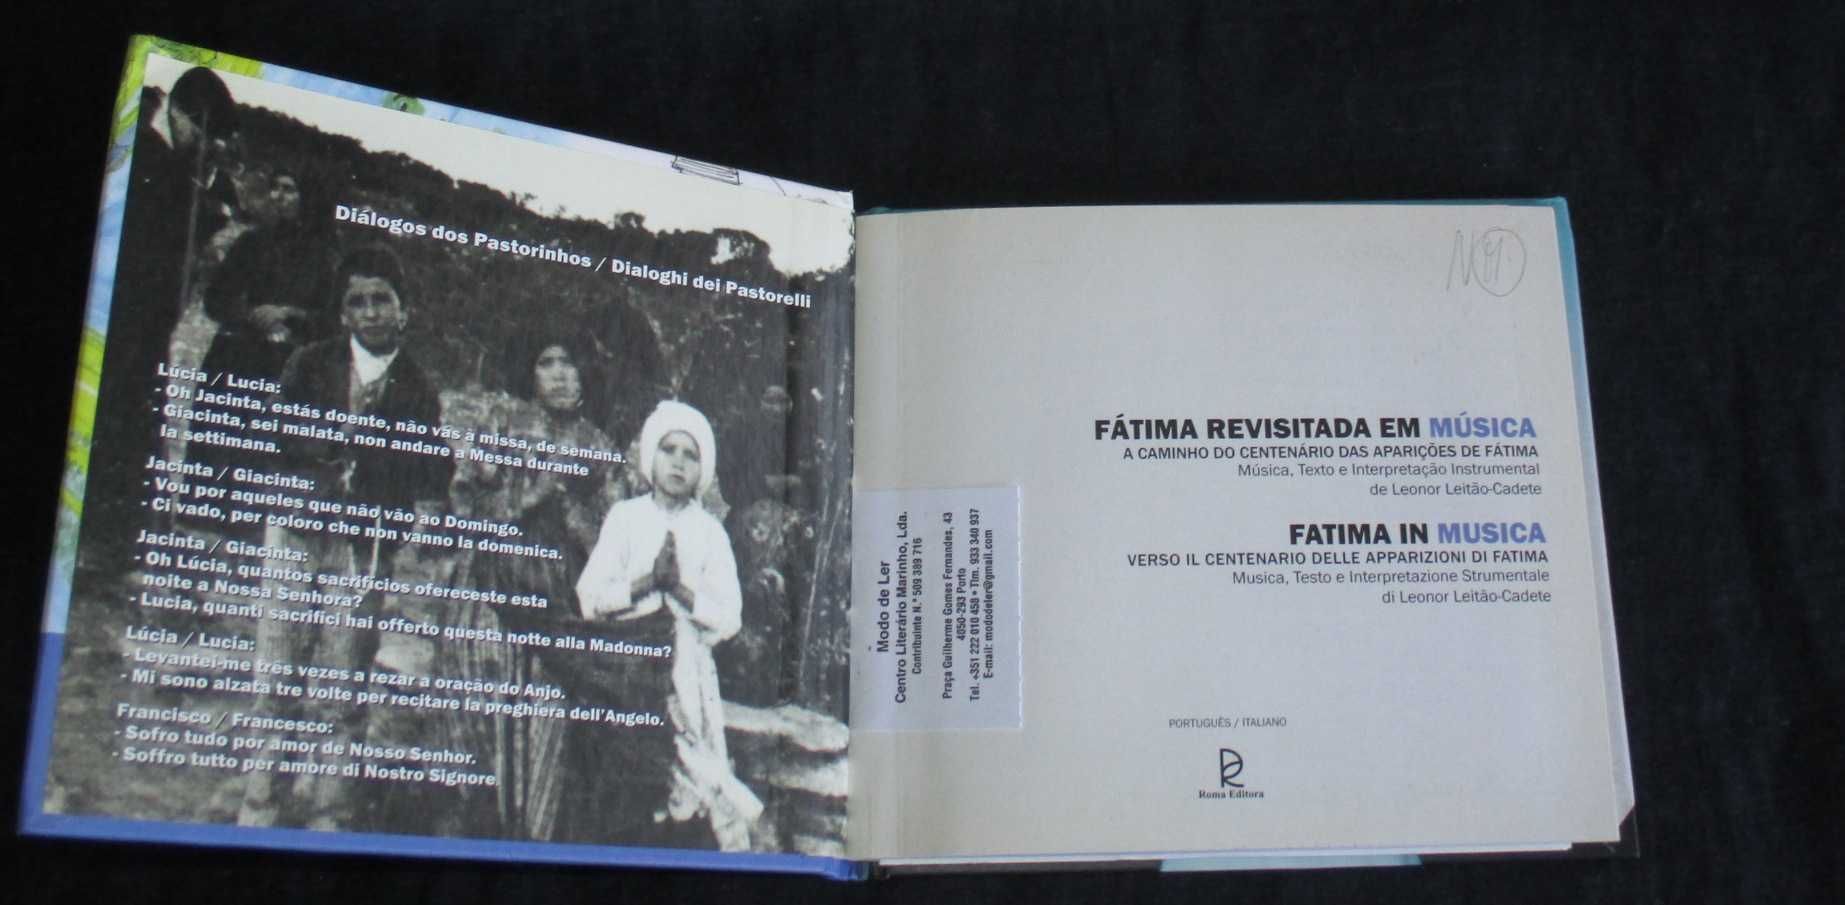 Diálogos dos Pastorinhos / Dialoghi dei Pastorelli
Lúcia / Lucia:
- Oh Jacinta, estás doente, não vás à missa, de semana.
- Giacinta, sei malata, non andare a Messa durante
la settimana.
Jacinta / Giacinta:
- Vou por aqueles que não vão ao Domingo.
- Ci vado, per coloro che non vanno la domenica.
Jacinta / Giacinta:
- Oh Lúcia, quantos sacrifícios ofereceste esta
noite a Nossa Senhora?
- Lucia, quanti sacrifici hai offerto questa notte alla Madonna?
Lúcia / Lucia:
- Levantei-me três vezes a rezar a oração do Anjo.
- Mi sono alzata tre volte per recitare la preghiera dell'Angelo.
Francisco / Francesco:
- Sofro tudo por amor de Nosso Senhor.
- Soffro tutto per amore di Nostro Signore
FÁTIMA REVISITADA EM MÚSICA
A CAMINHO DO CENTENÁRIO DAS APARIÇÕES DE FÁTIMA
Música, Texto e Interpretação Instrumental
de Leonor Leitão-Cadete
FATIMA IN MUSICA
VERSO IL CENTENARIO DELLE APPARIZIONI DI FATIMA
Musica, Testo e Interpretazione Strumentale
di Leonor Leitão-Cadete
Modo de Ler
Centro Literário Marinho, Lda.
Contribuinte N.º 509 389 716
Praça Guilherme Gomes Fernandes, 43
4050-293 Porto
Tel. +351 222 010 458 • Tlm. 933 340 937
E-mail: mododeler@gmail.com
PORTUGUÊS / ITALIANO
Roma Editora